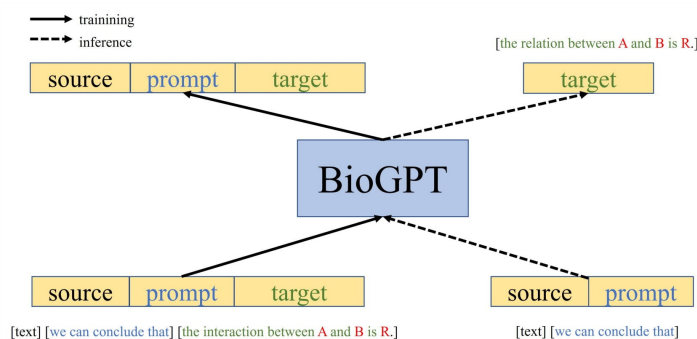 trainining
inference
[the relation between A and B is R.]
source prompt target
target
BioGPT
source prompt target
source prompt
[text] [we can conclude that] [the interaction between A and B is R.]
[text] [we can conclude that]